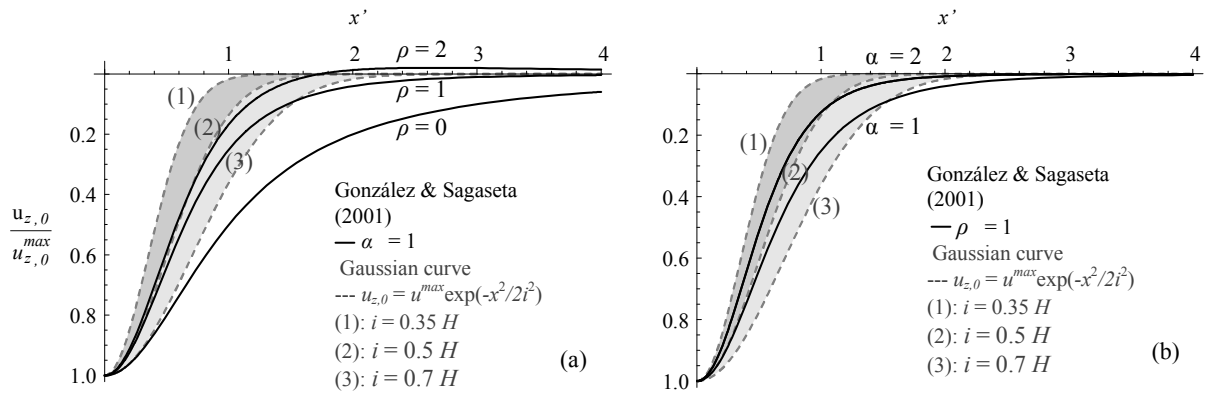 x’
1 2 3 4
ρ = 2
(1)
ρ = 1
0.2
(2)
ρ = 0
(3)
0.4
González & Sagaseta
(2001)
u_{z,0} / u_{z,0}^{max}
α = 1
0.6
Gaussian curve
--- u_{z,0} = u^{max}exp(-x^2/2i^2)
0.8
(1): i = 0.35 H
(2): i = 0.5 H
(3): i = 0.7 H
1.0
(a)
x’
α = 2
1 2 3 4
0.2
α = 1
(1)
(2)
0.4
(3)
González & Sagaseta
(2001)
ρ = 1
0.6
Gaussian curve
--- u_{z,0} = u^{max}exp(-x^2/2i^2)
0.8
(1): i = 0.35 H
(2): i = 0.5 H
(3): i = 0.7 H
1.0
(b)